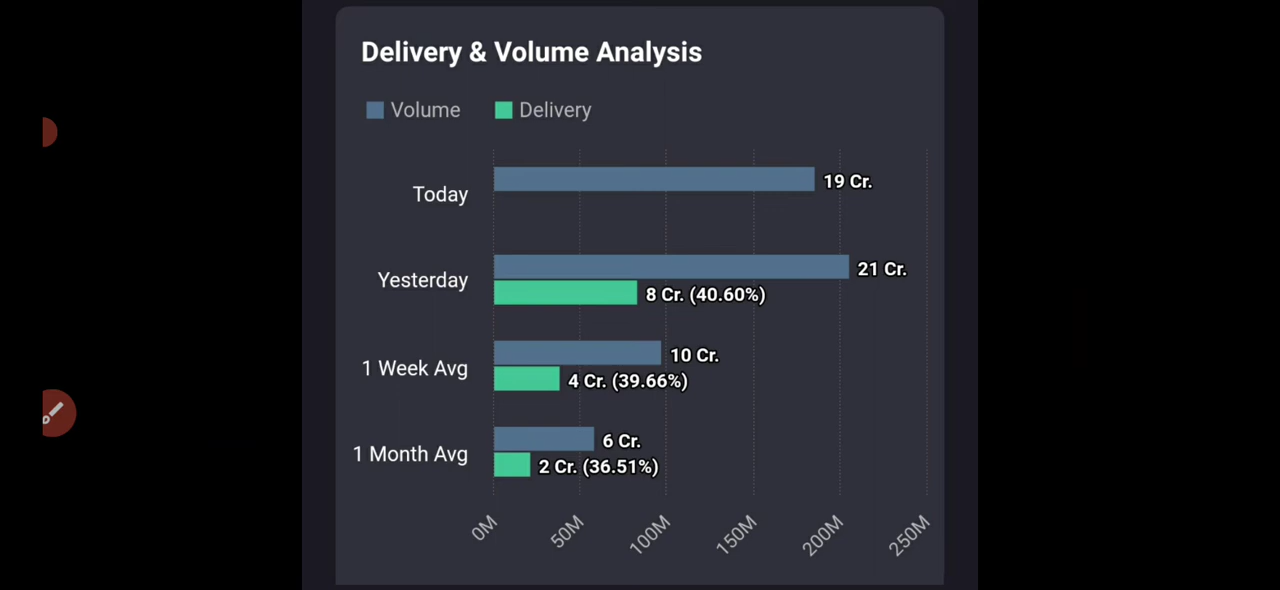 Delivery & Volume Analysis
Volume Delivery
Today 19 Cr.
Yesterday 21 Cr.
8 Cr. (40.60%)
1 Week Avg 10 Cr.
4 Cr. (39.66%)
1 Month Avg 6 Cr.
2 Cr. (36.51%)
0M 50M 100M 150M 200M 250M